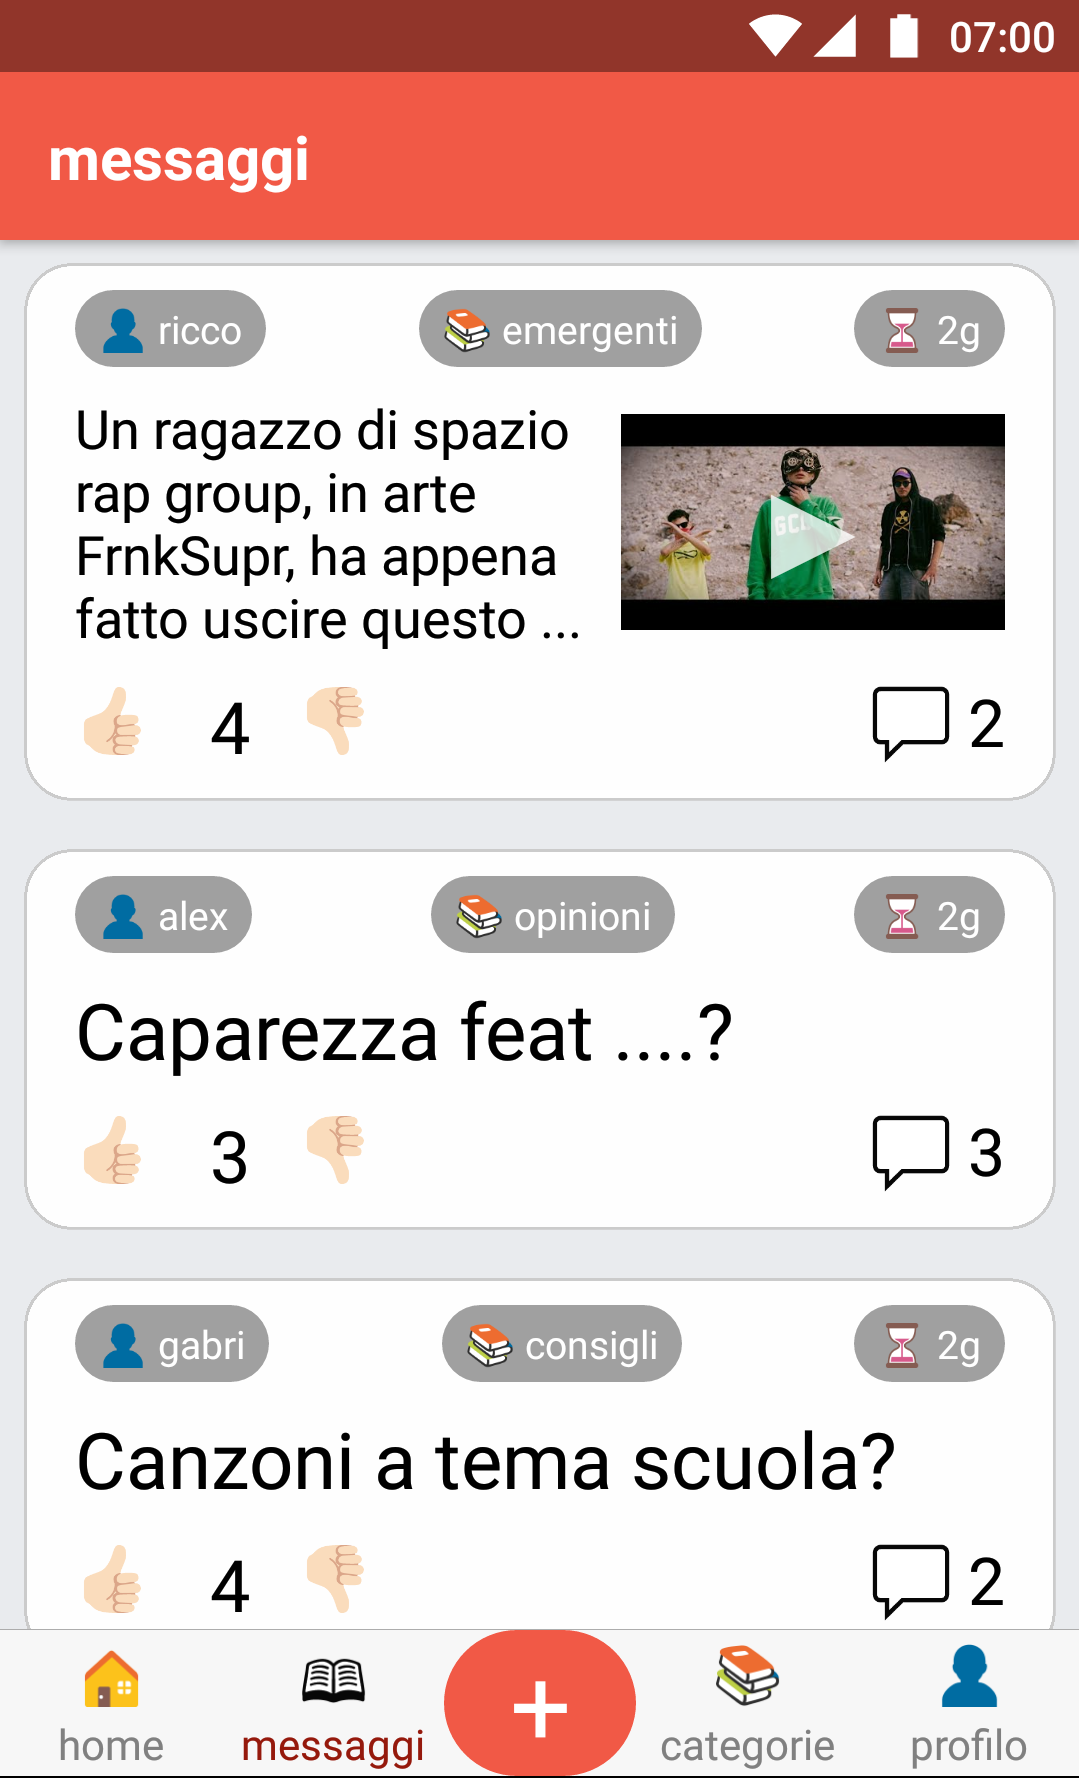 07:00
messaggi
ricco
emergenti
2g
Un ragazzo di spazio
rap group, in arte
FrnkSupr, ha appena
fatto uscire questo ...
4
2
alex
opinioni
2g
Caparezza feat ....?
3
3
gabri
consigli
2g
Canzoni a tema scuola?
4
2
home
messaggi
+
categorie
profilo